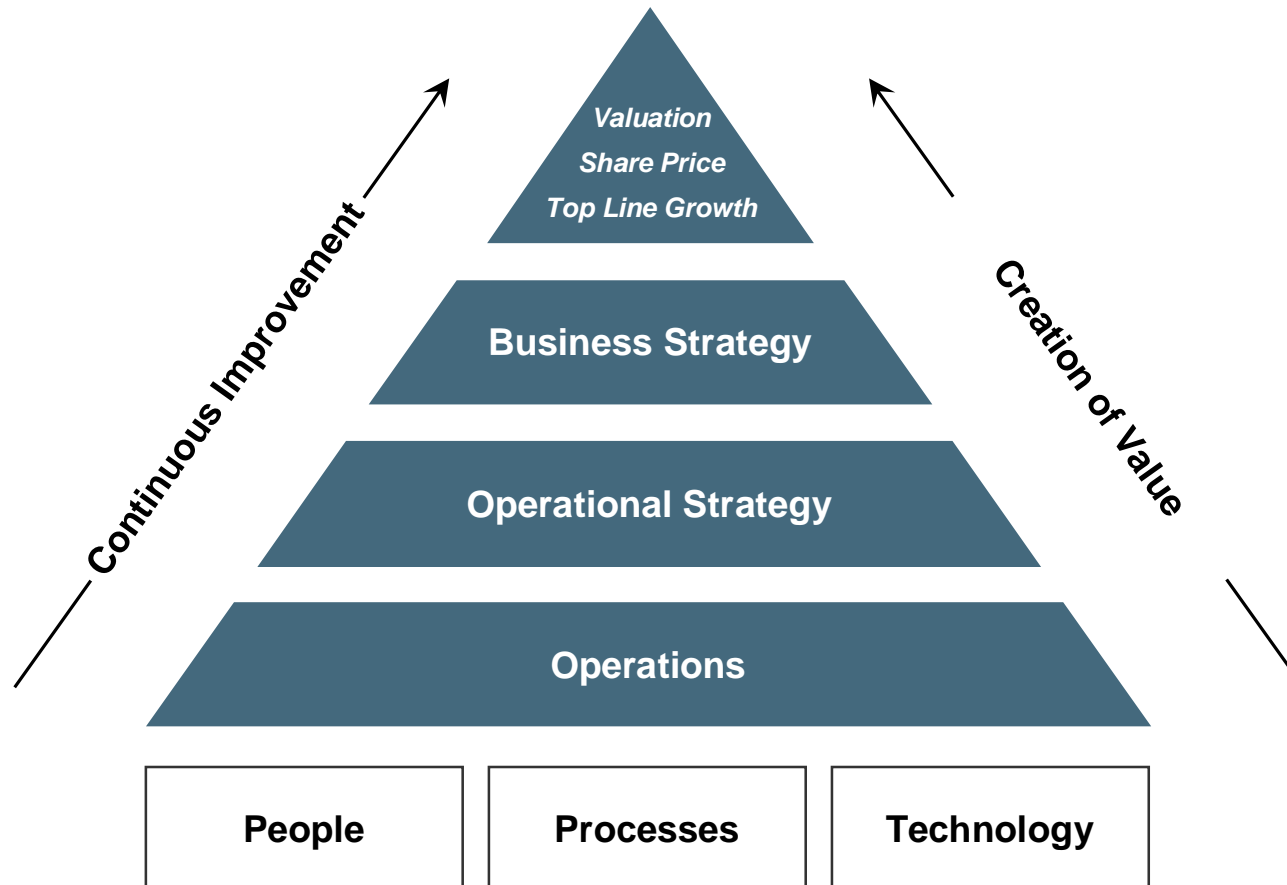 Valuation
Share Price
Top Line Growth
Continuous Improvement
Creation of Value
Business Strategy
Operational Strategy
Operations
People
Processes
Technology